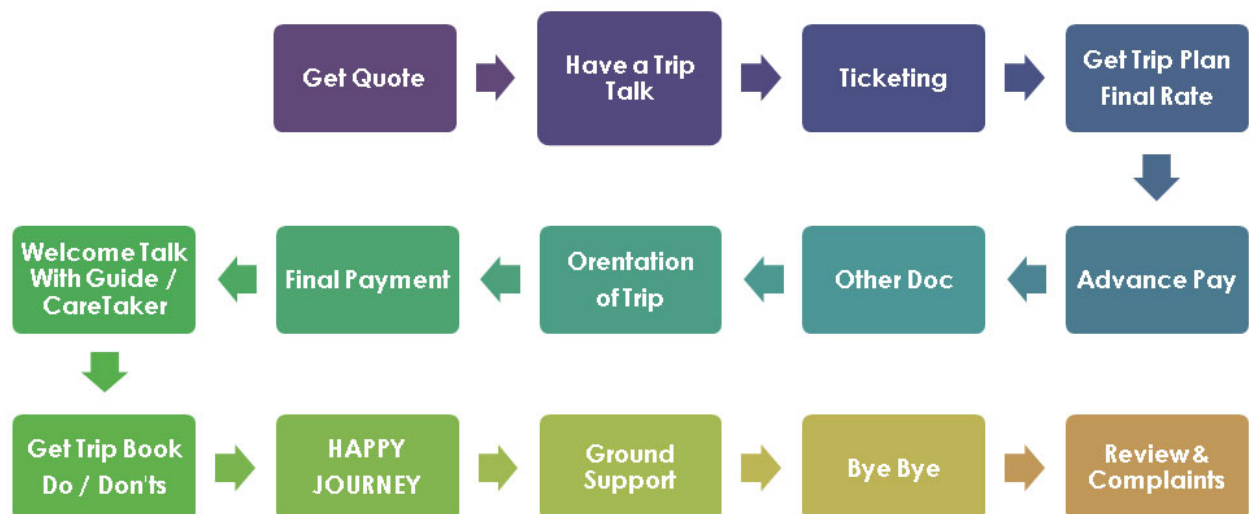 Get Quote
Have a Trip
Talk
Ticketing
Get Trip Plan
Final Rate
Advance Pay
Other Doc
Orentation
of Trip
Final Payment
Welcome Talk
With Guide /
CareTaker
Get Trip Book
Do / Don'ts
HAPPY
JOURNEY
Ground
Support
Bye Bye
Review &
Complaints